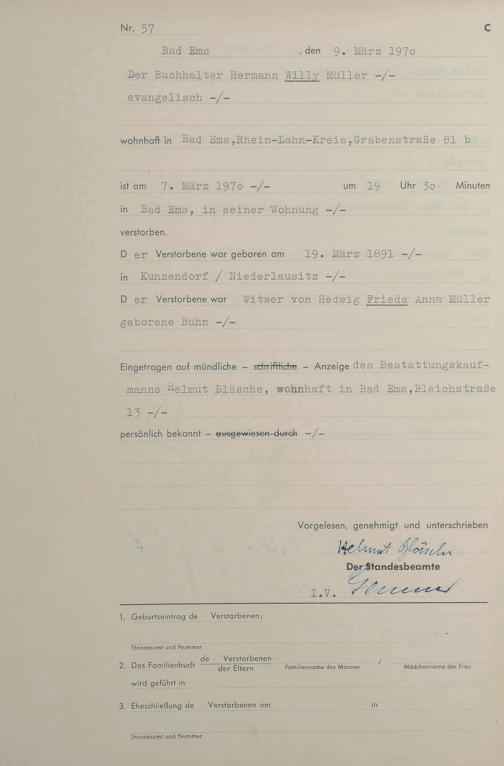 Nr. 57 C
Bad Ems , den 9. März 1970
Der Buchhalter Hermann Willy Müller -/-
evangelisch -/-
wohnhaft in Bad Ems,Rhein-Lahn-Kreis,Grabenstraße 81 b
ist am 7. März 1970 -/- um 19 Uhr 30 Minuten
in Bad Ems, in seiner Wohnung -/-
verstorben.
D er Verstorbene war geboren am 19. März 1891 -/-
in Kunzendorf / Niederlausitz -/-
D er Verstorbene war Witwer von Hedwig Frieda Anna Müller
geborene Bühn -/-
Eingetragen auf mündliche – schriftliche – Anzeige des Bestattungskauf-
manns Helmut Bläsche, wohnhaft in Bad Ems,Bleichstraße
13 -/-
persönlich bekannt – ausgewiesen durch -/-
Vorgelesen, genehmigt und unterschrieben
Helmut Bläsche
Der Standesbeamte
I.V.
1. Geburtseintrag de Verstorbenen:
Standesamt und Nummer
2. Das Familienbuch de Verstorbenen / der Eltern Familienname des Mannes / Mädchenname der Frau
wird geführt in
3. Eheschließung de Verstorbenen am in
Standesamt und Nummer